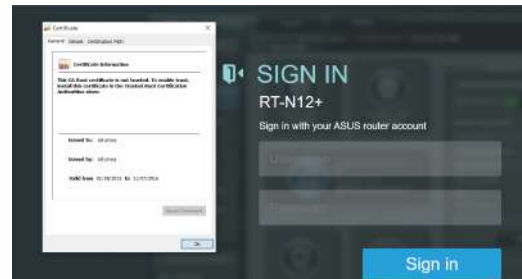 Certificate
General Details Certification Path
Certificate Information
This CA Root certificate is not trusted. To enable trust,
install this certificate in the Trusted Root Certification
Authorities store.
Issued to:
Issued by:
Valid from to
OK
SIGN IN
RT-N12+
Sign in with your ASUS router account
Username
Password
Sign in